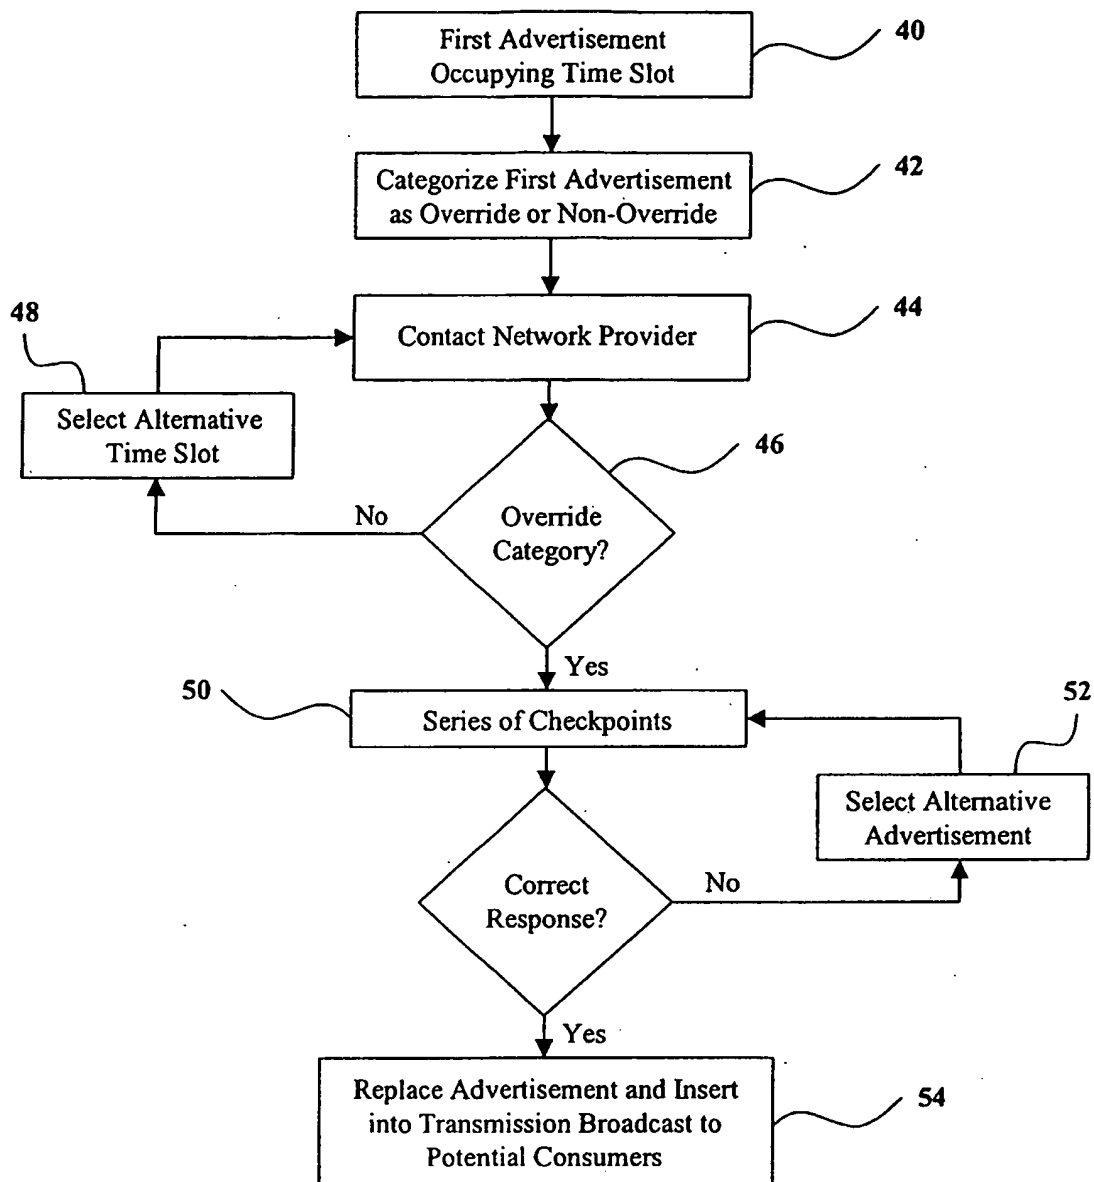 First Advertisement
Occupying Time Slot
40
Categorize First Advertisement
as Override or Non-Override
42
Contact Network Provider
44
48
Select Alternative
Time Slot
46
Override
Category?
No
Yes
50
Series of Checkpoints
52
Select Alternative
Advertisement
Correct
Response?
No
Yes
Replace Advertisement and Insert
into Transmission Broadcast to
Potential Consumers
54